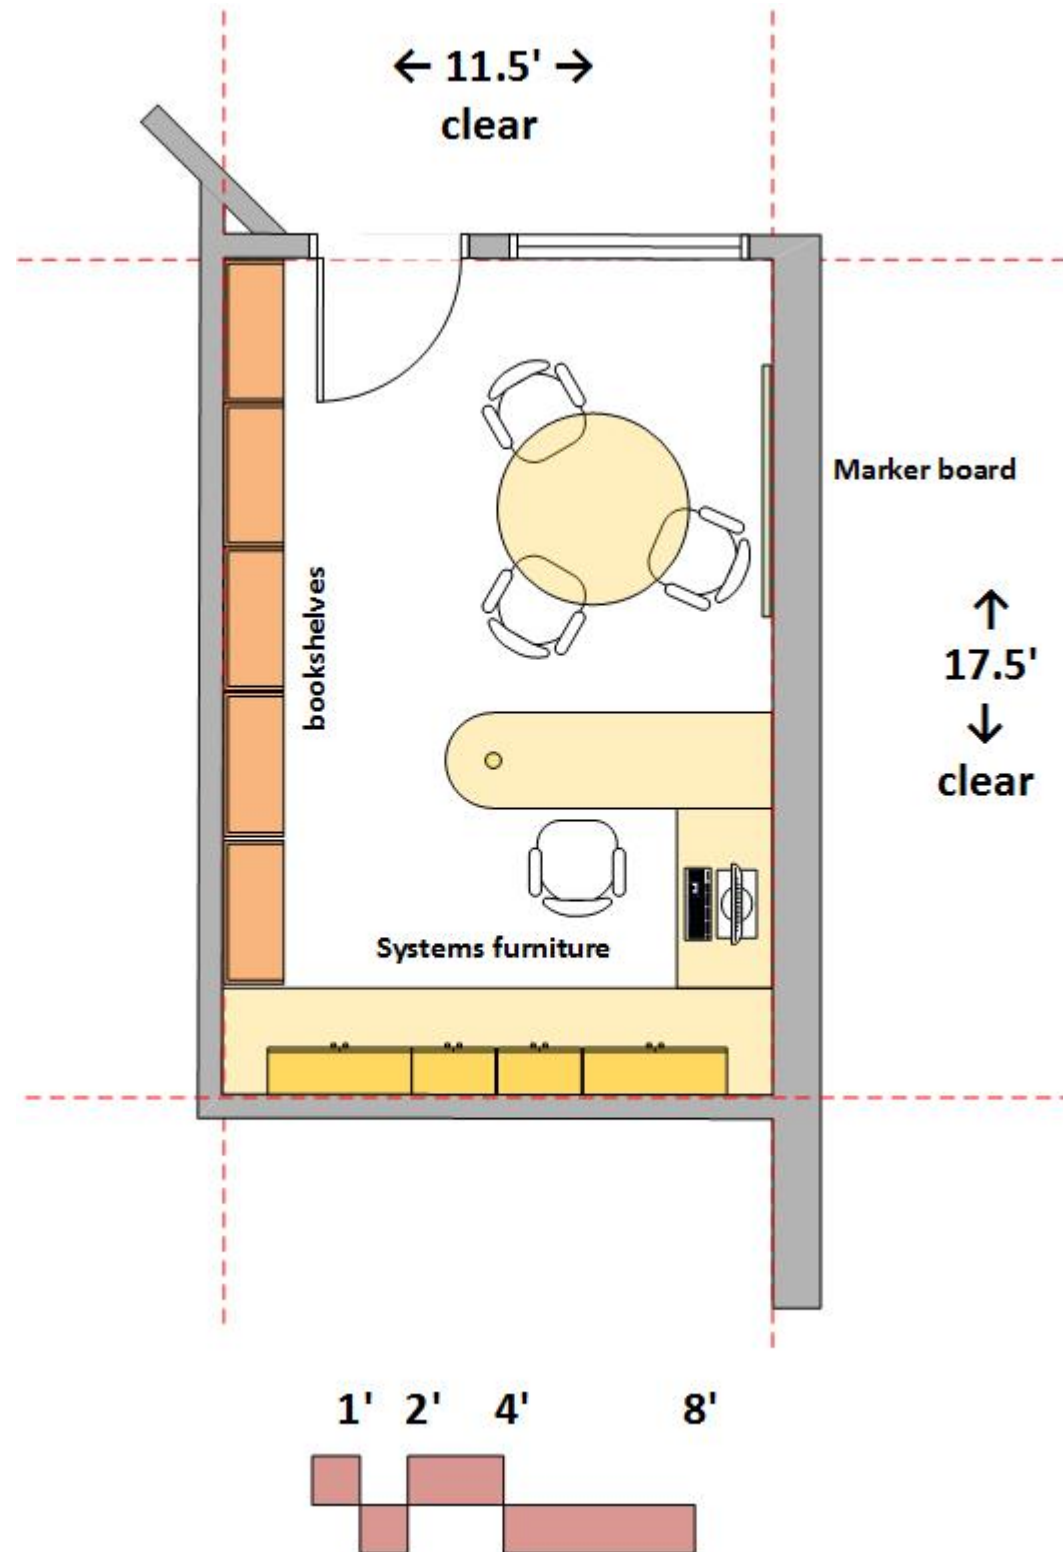 ← 11.5' →
clear
Marker board
bookshelves
↑
17.5'
↓
clear
Systems furniture
1' 2' 4' 8'